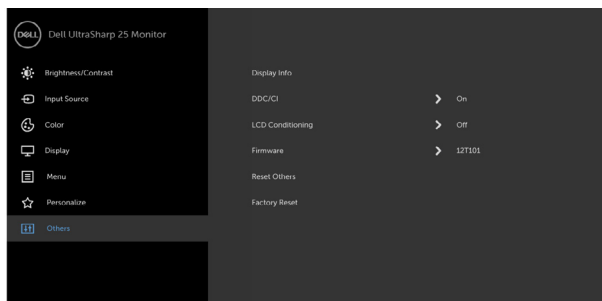 DELL Dell UltraSharp 25 Monitor
Brightness/Contrast
Input Source
Color
Display
Menu
Personalize
Others
Display Info
DDC/CI On
LCD Conditioning Off
Firmware 12T101
Reset Others
Factory Reset